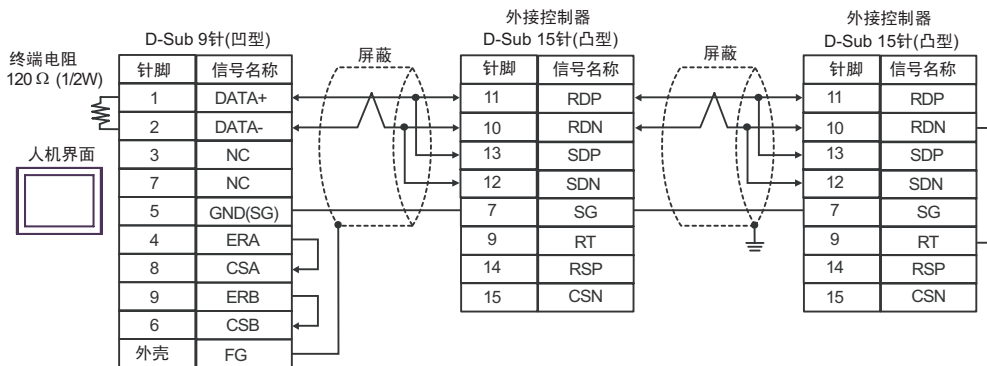 终端电阻
120 Ω (1/2W)
人机界面
D-Sub 9针(凹型)
针脚 信号名称
1 DATA+
2 DATA-
3 NC
7 NC
5 GND(SG)
4 ERA
8 CSA
9 ERB
6 CSB
外壳 FG
屏蔽
外接控制器
D-Sub 15针(凸型)
针脚 信号名称
11 RDP
10 RDN
13 SDP
12 SDN
7 SG
9 RT
14 RSP
15 CSN
屏蔽
外接控制器
D-Sub 15针(凸型)
针脚 信号名称
11 RDP
10 RDN
13 SDP
12 SDN
7 SG
9 RT
14 RSP
15 CSN